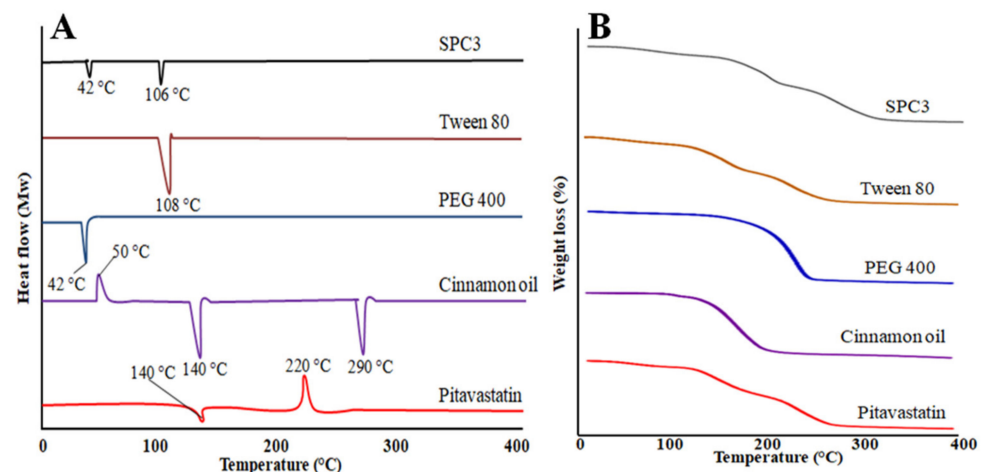 A
SPC3
42 °C
106 °C
Tween 80
108 °C
PEG 400
42 °C
50 °C
Cinnamon oil
140 °C
140 °C
220 °C
290 °C
Pitavastatin
Heat flow (Mw)
0
100
200
300
400
Temperature (°C)
B
SPC3
Tween 80
PEG 400
Cinnamon oil
Pitavastatin
Weight loss (%)
0
100
200
300
400
Temperature (°C)